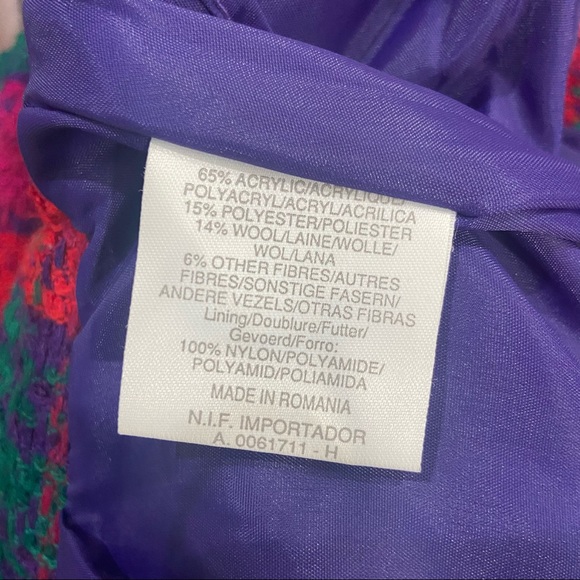 65% ACRYLIC/ACRYLIQUE/
POLYACRYL/ACRYL/ACRILICA
15% POLYESTER/POLIESTER
14% WOOL/LAINE/WOLLE/
WOL/LANA
6% OTHER FIBRES/AUTRES
FIBRES/SONSTIGE FASERN/
ANDERE VEZELS/OTRAS FIBRAS
Lining/Doublure/Futter/
Gevoerd/Forro:
100% NYLON/POLYAMIDE/
POLYAMID/POLIAMIDA
MADE IN ROMANIA
N.I.F. IMPORTADOR
A. 0061711 - H